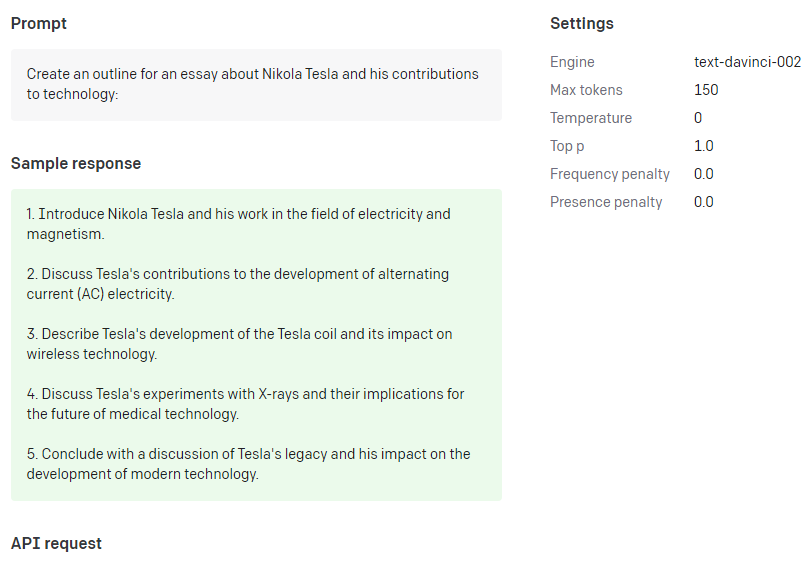 Prompt
Create an outline for an essay about Nikola Tesla and his contributions
to technology:
Sample response
1. Introduce Nikola Tesla and his work in the field of electricity and
magnetism.
2. Discuss Tesla's contributions to the development of alternating
current (AC) electricity.
3. Describe Tesla's development of the Tesla coil and its impact on
wireless technology.
4. Discuss Tesla's experiments with X-rays and their implications for
the future of medical technology.
5. Conclude with a discussion of Tesla's legacy and his impact on the
development of modern technology.
API request
Settings
Engine text-davinci-002
Max tokens 150
Temperature 0
Top p 1.0
Frequency penalty 0.0
Presence penalty 0.0